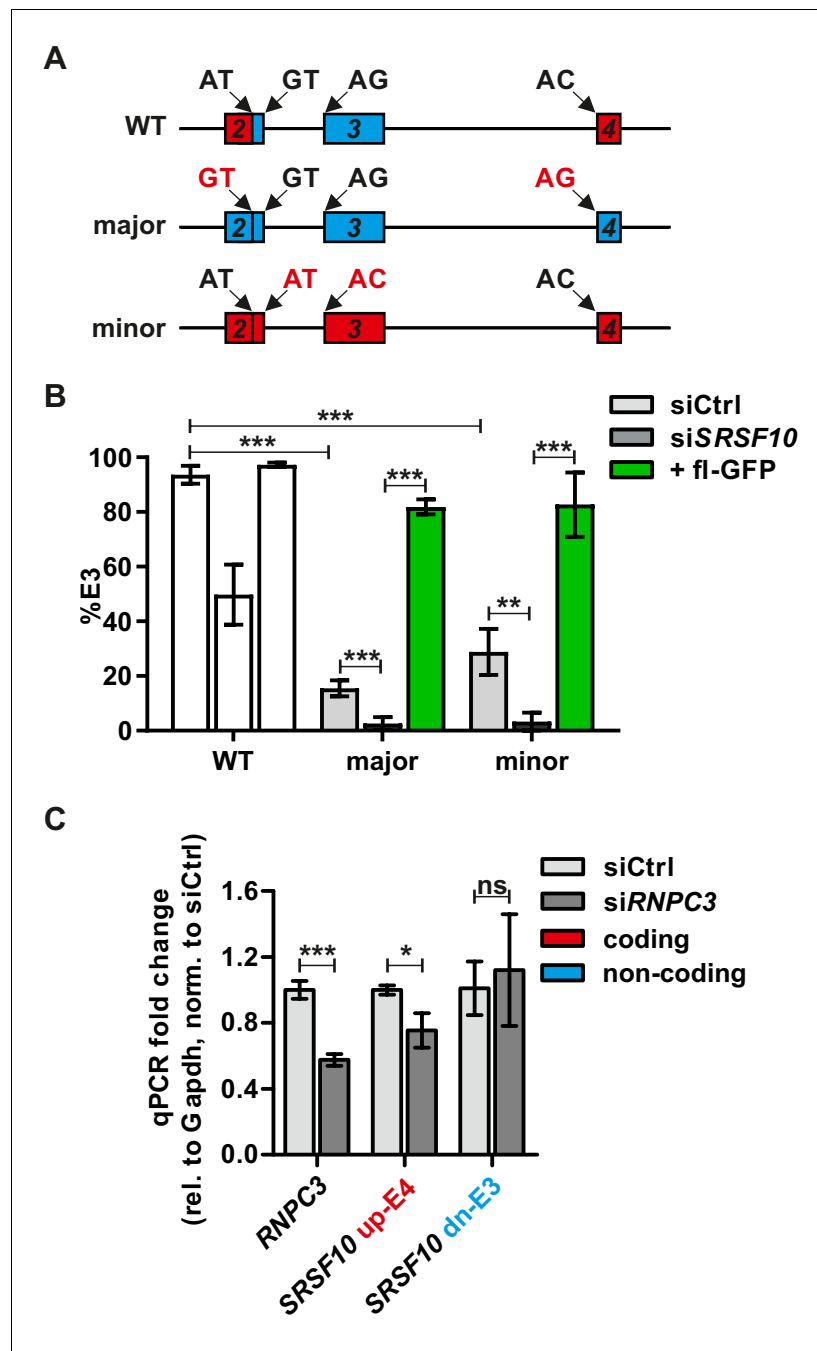 A
AT GT AG AC
WT 2 3 4
GT GT AG AG
major 2 3 4
AT AT AC AC
minor 2 3 4
B
siCtrl
siSRSF10
+ fl-GFP
*** ***
*** ***
*** **
%E3
100
80
60
40
20
0
WT major minor
C
siCtrl
siRNPC3
coding
non-coding
qPCR fold change
(rel. to G apdh, norm. to siCtrl)
1.6
1.2
0.8
0.4
0.0
*** * ns
RNPC3
SRSF10 up-E4
SRSF10 dn-E3